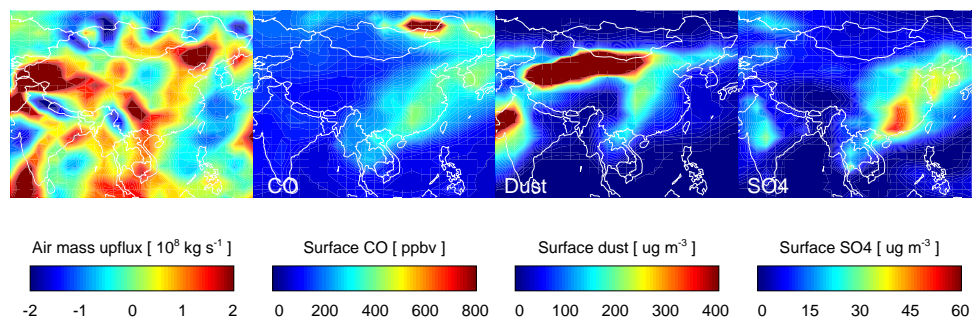 CO
Dust
SO4
Air mass upflux [ 10⁸ kg s⁻¹ ]
Surface CO [ ppbv ]
Surface dust [ ug m⁻³ ]
Surface SO4 [ ug m⁻³ ]
-2 -1 0 1 2
0 200 400 600 800
0 100 200 300 400
0 15 30 45 60